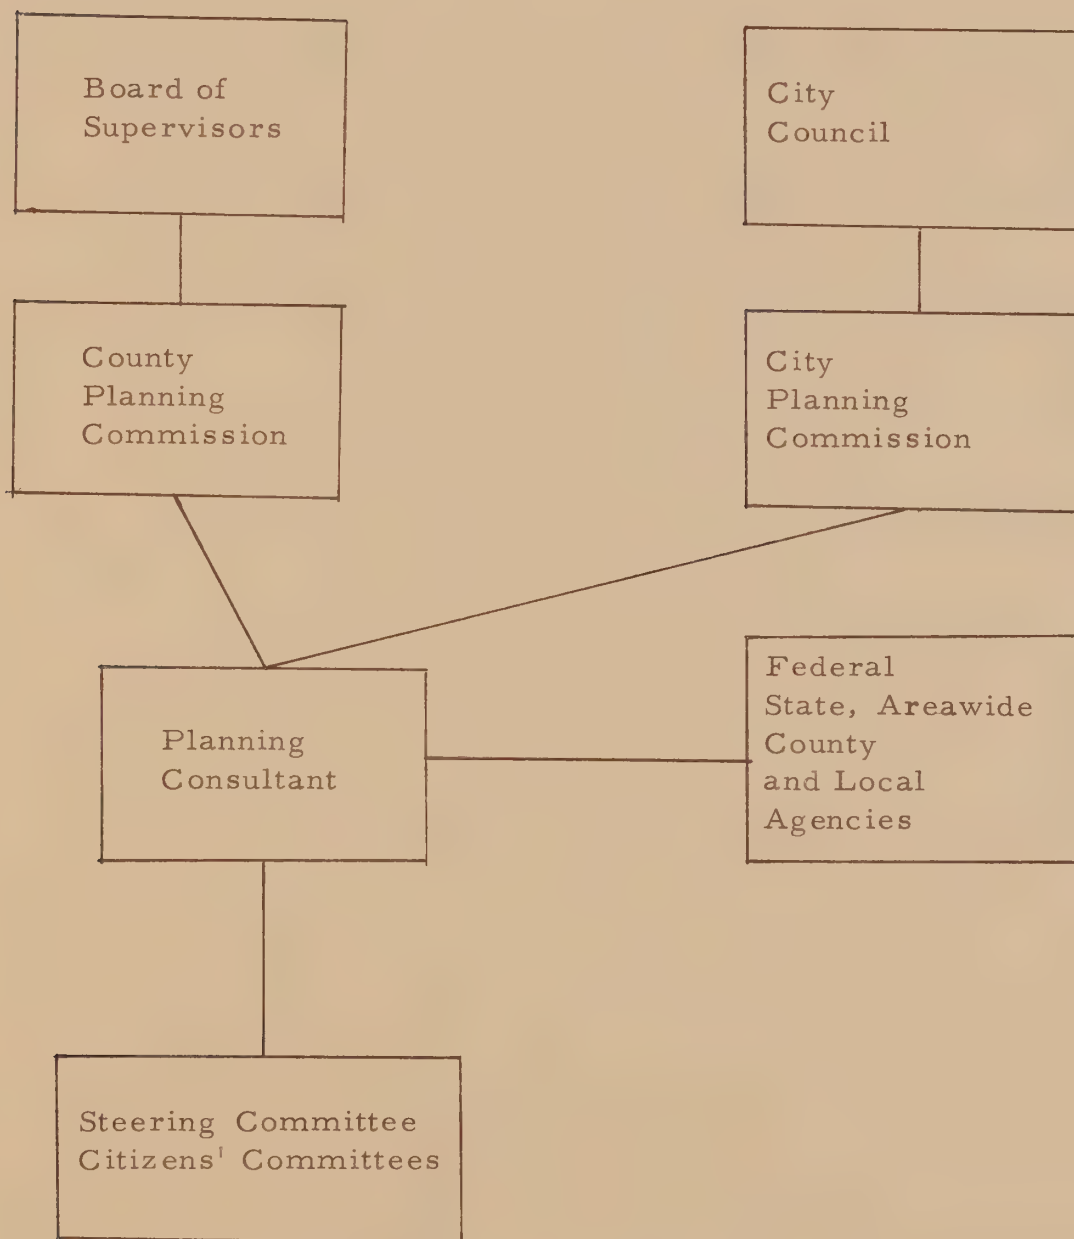 Board of
Supervisors
City
Council
County
Planning
Commission
City
Planning
Commission
Planning
Consultant
Federal
State, Areawide
County
and Local
Agencies
Steering Committee
Citizens' Committees